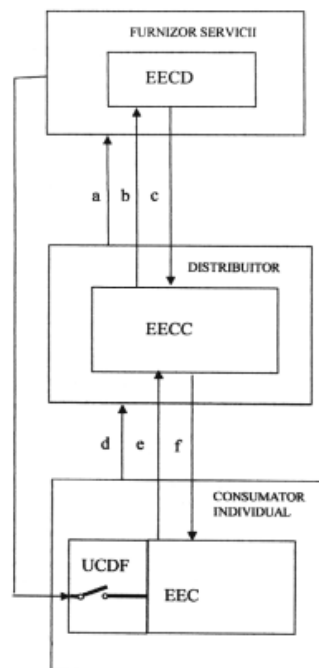 FURNIZOR SERVICII
EECD
a
b
c
DISTRIBUITOR
EECC
d
e
f
CONSUMATOR
INDIVIDUAL
UCDF
EEC